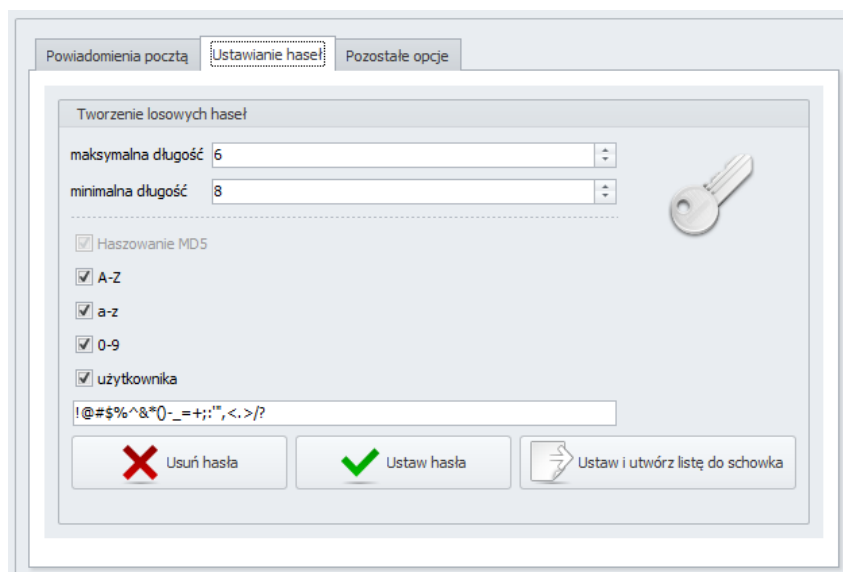 Powiadomienia pocztą Ustawianie haseł Pozostałe opcje
Tworzenie losowych haseł
maksymalna długość 6
minimalna długość 8
Haszowanie MD5
A-Z
a-z
0-9
użytkownika
!@#$%^&*()-_=+;:'",<.>/?
Usuń hasła Ustaw hasła Ustaw i utwórz listę do schowka